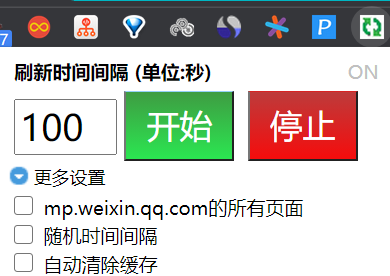 7
P
刷新时间间隔 (单位:秒) ON
100 开始 停止
更多设置
mp.weixin.qq.com的所有页面
随机时间间隔
自动清除缓存